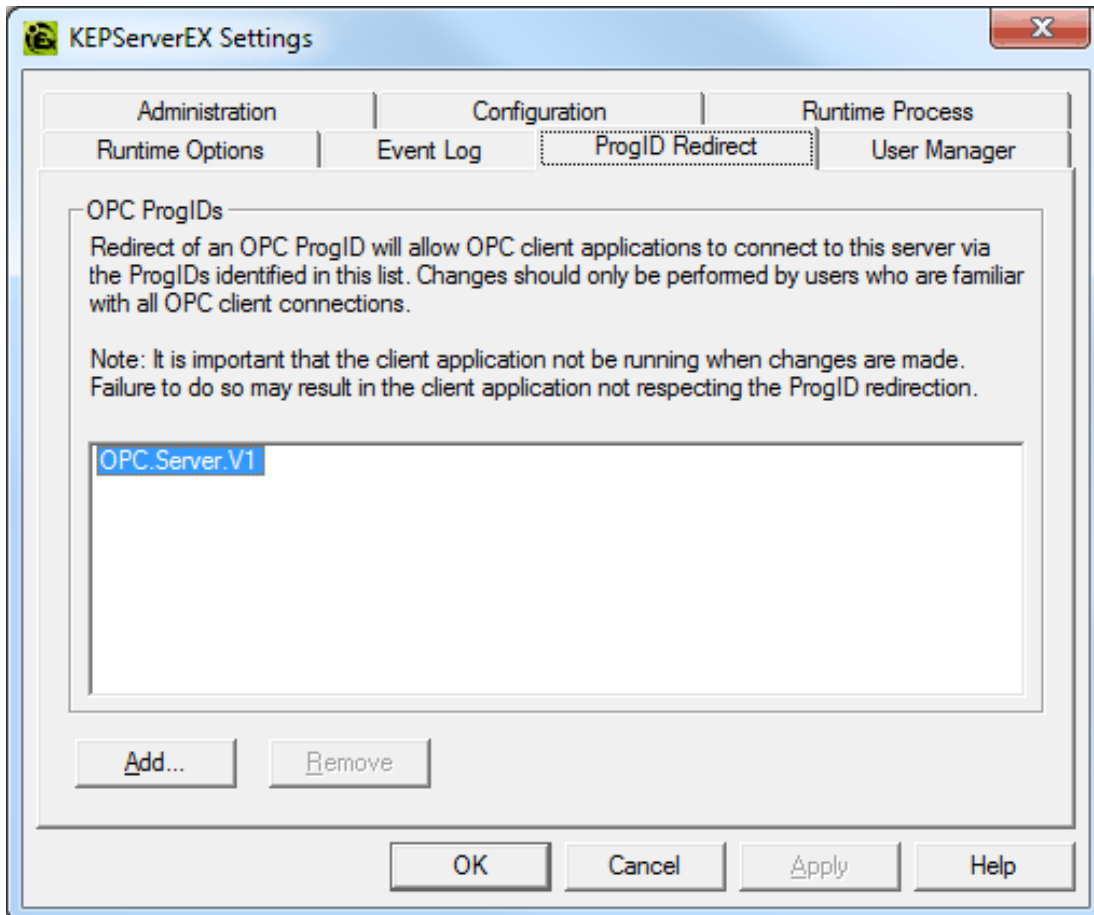 KEPServerEX Settings
Administration
Configuration
Runtime Process
Runtime Options
Event Log
ProgID Redirect
User Manager
OPC ProgIDs
Redirect of an OPC ProgID will allow OPC client applications to connect to this server via
the ProgIDs identified in this list. Changes should only be performed by users who are familiar
with all OPC client connections.
Note: It is important that the client application not be running when changes are made.
Failure to do so may result in the client application not respecting the ProgID redirection.
OPC.Server.V1
Add...
Remove
OK
Cancel
Apply
Help